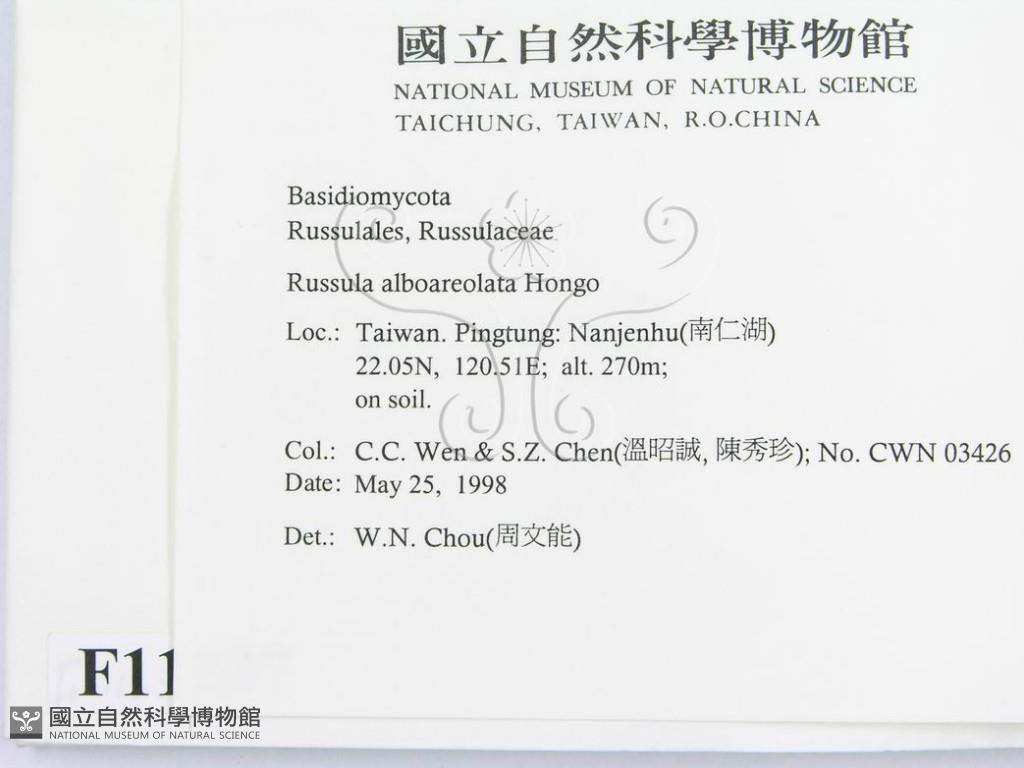 國立自然科學博物館
NATIONAL MUSEUM OF NATURAL SCIENCE
TAICHUNG, TAIWAN, R.O.CHINA
Basidiomycota
Russulales, Russulaceae
Russula alboareolata Hongo
Loc.: Taiwan. Pingtung: Nanjenhu(南仁湖)
22.05N, 120.51E; alt. 270m;
on soil.
Col.: C.C. Wen & S.Z. Chen(溫昭誠, 陳秀珍); No. CWN 03426
Date: May 25, 1998
Det.: W.N. Chou(周文能)
F11
國立自然科學博物館
NATIONAL MUSEUM OF NATURAL SCIENCE